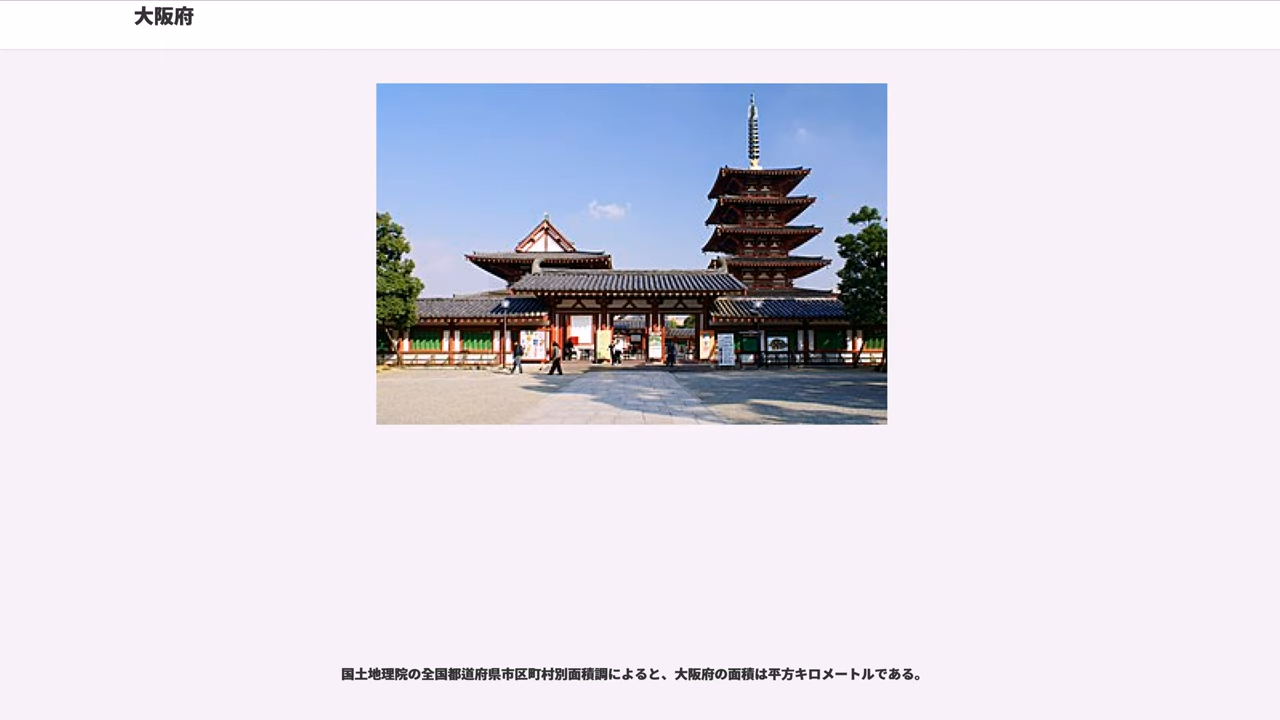 大阪府
国土地理院の全国都道府県市区町村別面積調によると、大阪府の面積は平方キロメートルである。